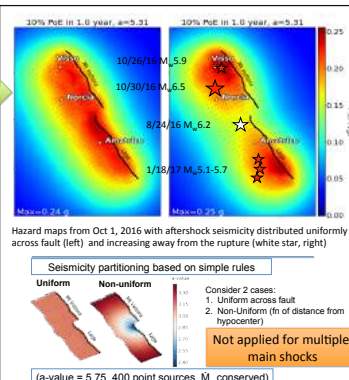 10% PoE in 1.0 year, a=5.31
10% PoE in 1.0 year, a=5.31
0.25
Visso
10/26/16 Mw5.9
Visso
0.20
10/30/16 Mw6.5
Norcia
Norcia
8/24/16 Mw6.2
Amatrice
Amatrice
1/18/17 Mw5.1-5.7
0.05
Max=0.24 g
Max=0.25 g
0.00
Hazard maps from Oct 1, 2016 with aftershock seismicity distributed uniformly
across fault (left) and increasing away from the rupture (white star, right)
Seismicity partitioning based on simple rules
Uniform
Non-uniform
a-value
Consider 2 cases:
1. Uniform across fault
2. Non-Uniform (fn of distance from
hypocenter)
Not applied for multiple
main shocks
(a-value = 5.75, 400 point sources, Ṁ conserved)